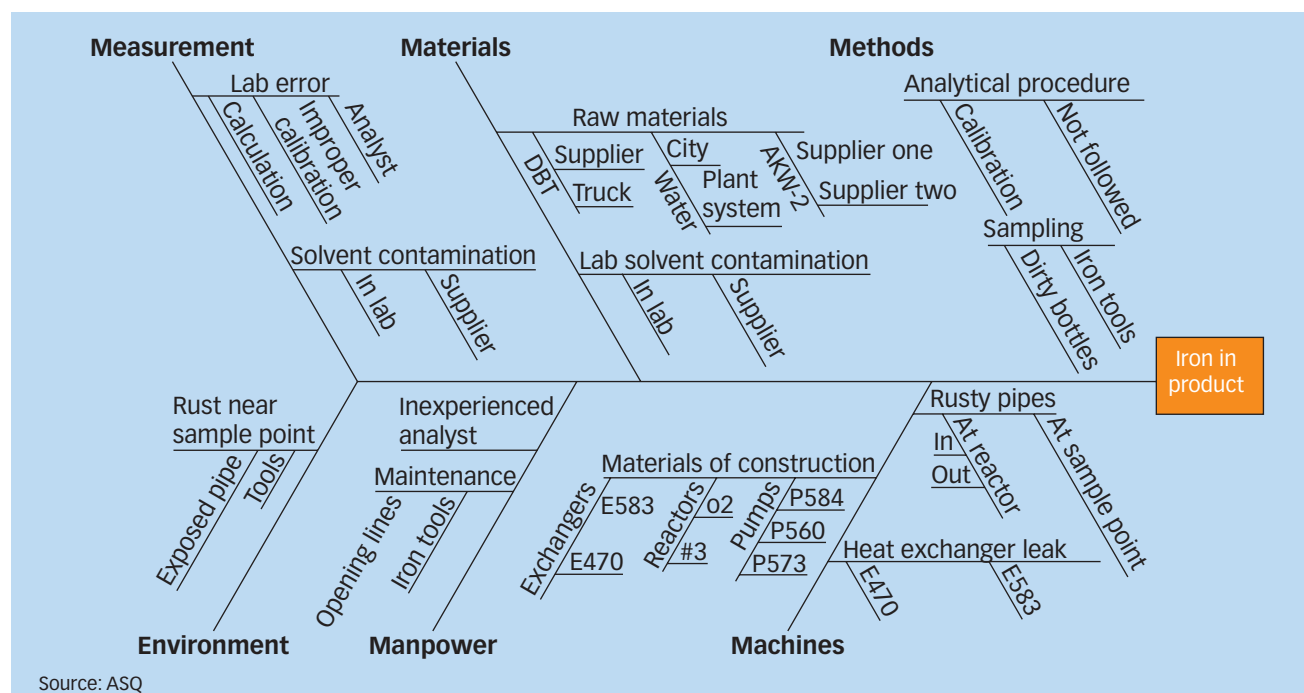 Measurement
Materials
Methods
Lab error
Calculation
Improper
calibration
Analyst
Solvent contamination
In lab
Supplier
Raw materials
DBT
Supplier
Truck
City
Water
Plant
system
AKW-2
Supplier one
Supplier two
Lab solvent contamination
In lab
Supplier
Analytical procedure
Calibration
Not followed
Sampling
Dirty bottles
Iron tools
Iron in
product
Rust near
sample point
Exposed pipe
Tools
Inexperienced
analyst
Maintenance
Opening lines
Iron tools
Materials of construction
Exchangers
E583
E470
Reactors
o2
#3
Pumps
P584
P560
P573
Rusty pipes
In
Out
At reactor
At sample point
Heat exchanger leak
E470
E583
Environment
Manpower
Machines
Source: ASQ